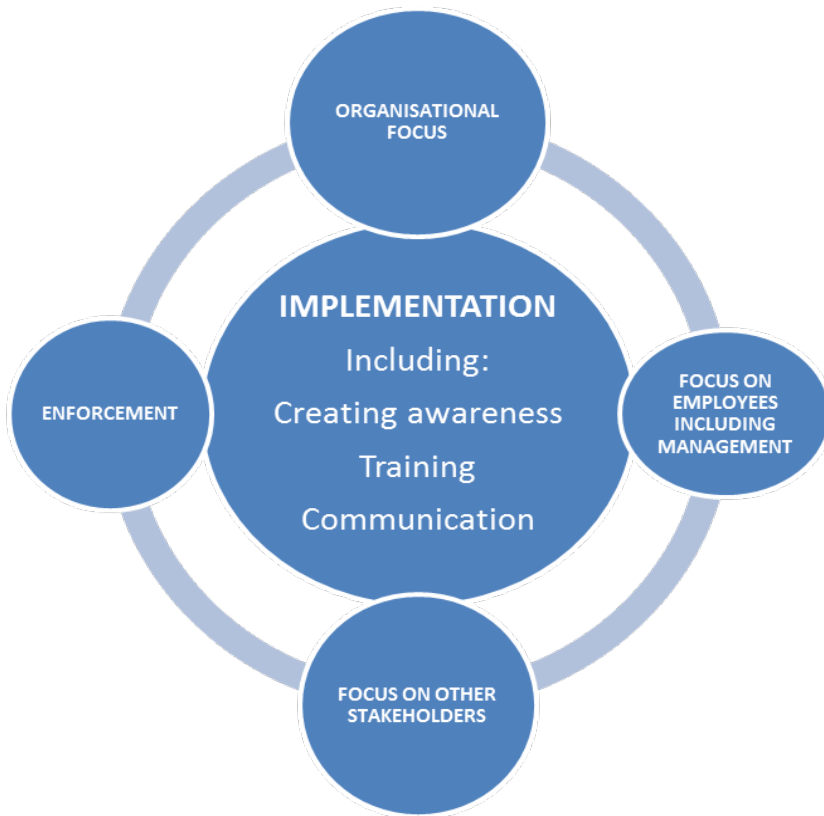 ORGANISATIONAL
FOCUS
IMPLEMENTATION
Including:
Creating awareness
Training
Communication
ENFORCEMENT
FOCUS ON
EMPLOYEES
INCLUDING
MANAGEMENT
FOCUS ON OTHER
STAKEHOLDERS